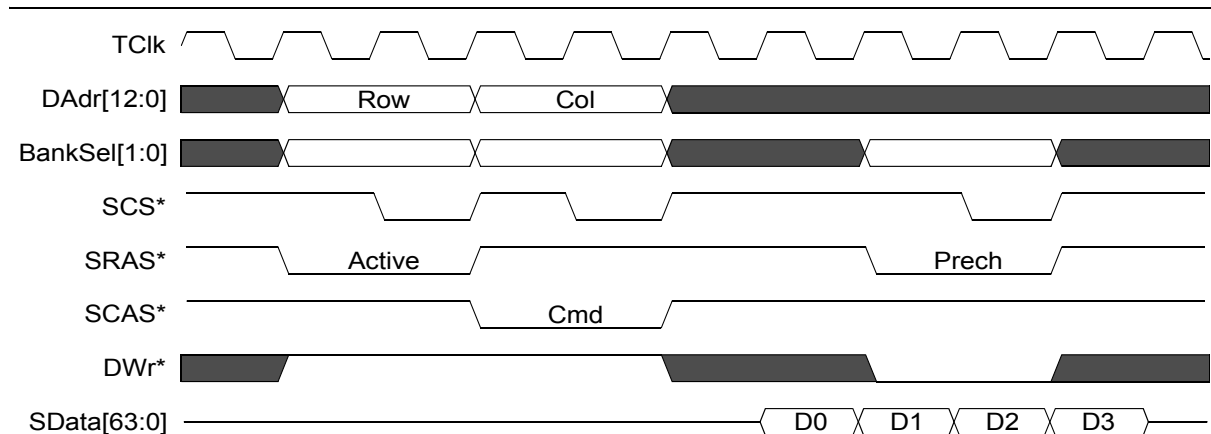 TClk
DAdr[12:0] Row Col
BankSel[1:0]
SCS*
SRAS* Active Prech
SCAS* Cmd
DWr*
SData[63:0] D0 D1 D2 D3